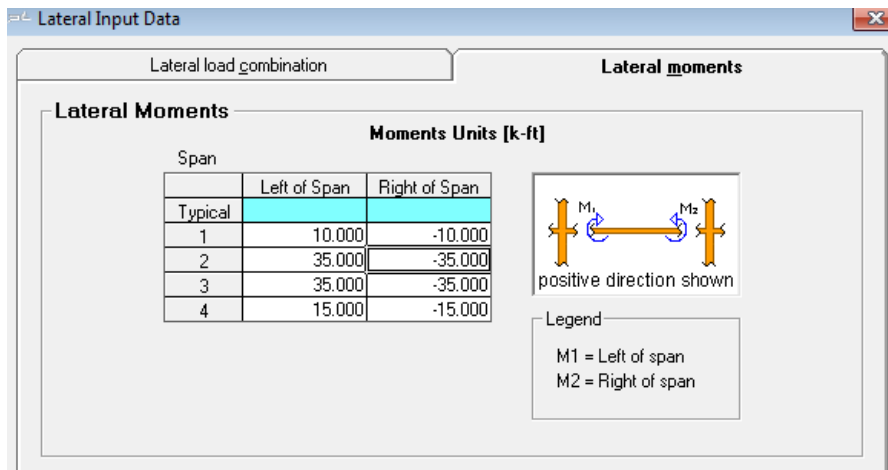 Lateral Input Data
Lateral load combination
Lateral moments
Lateral Moments
Moments Units [k-ft]
Span
Left of Span Right of Span
Typical
1 10.000 -10.000
2 35.000 -35.000
3 35.000 -35.000
4 15.000 -15.000
M1 M2
positive direction shown
Legend
M1 = Left of span
M2 = Right of span